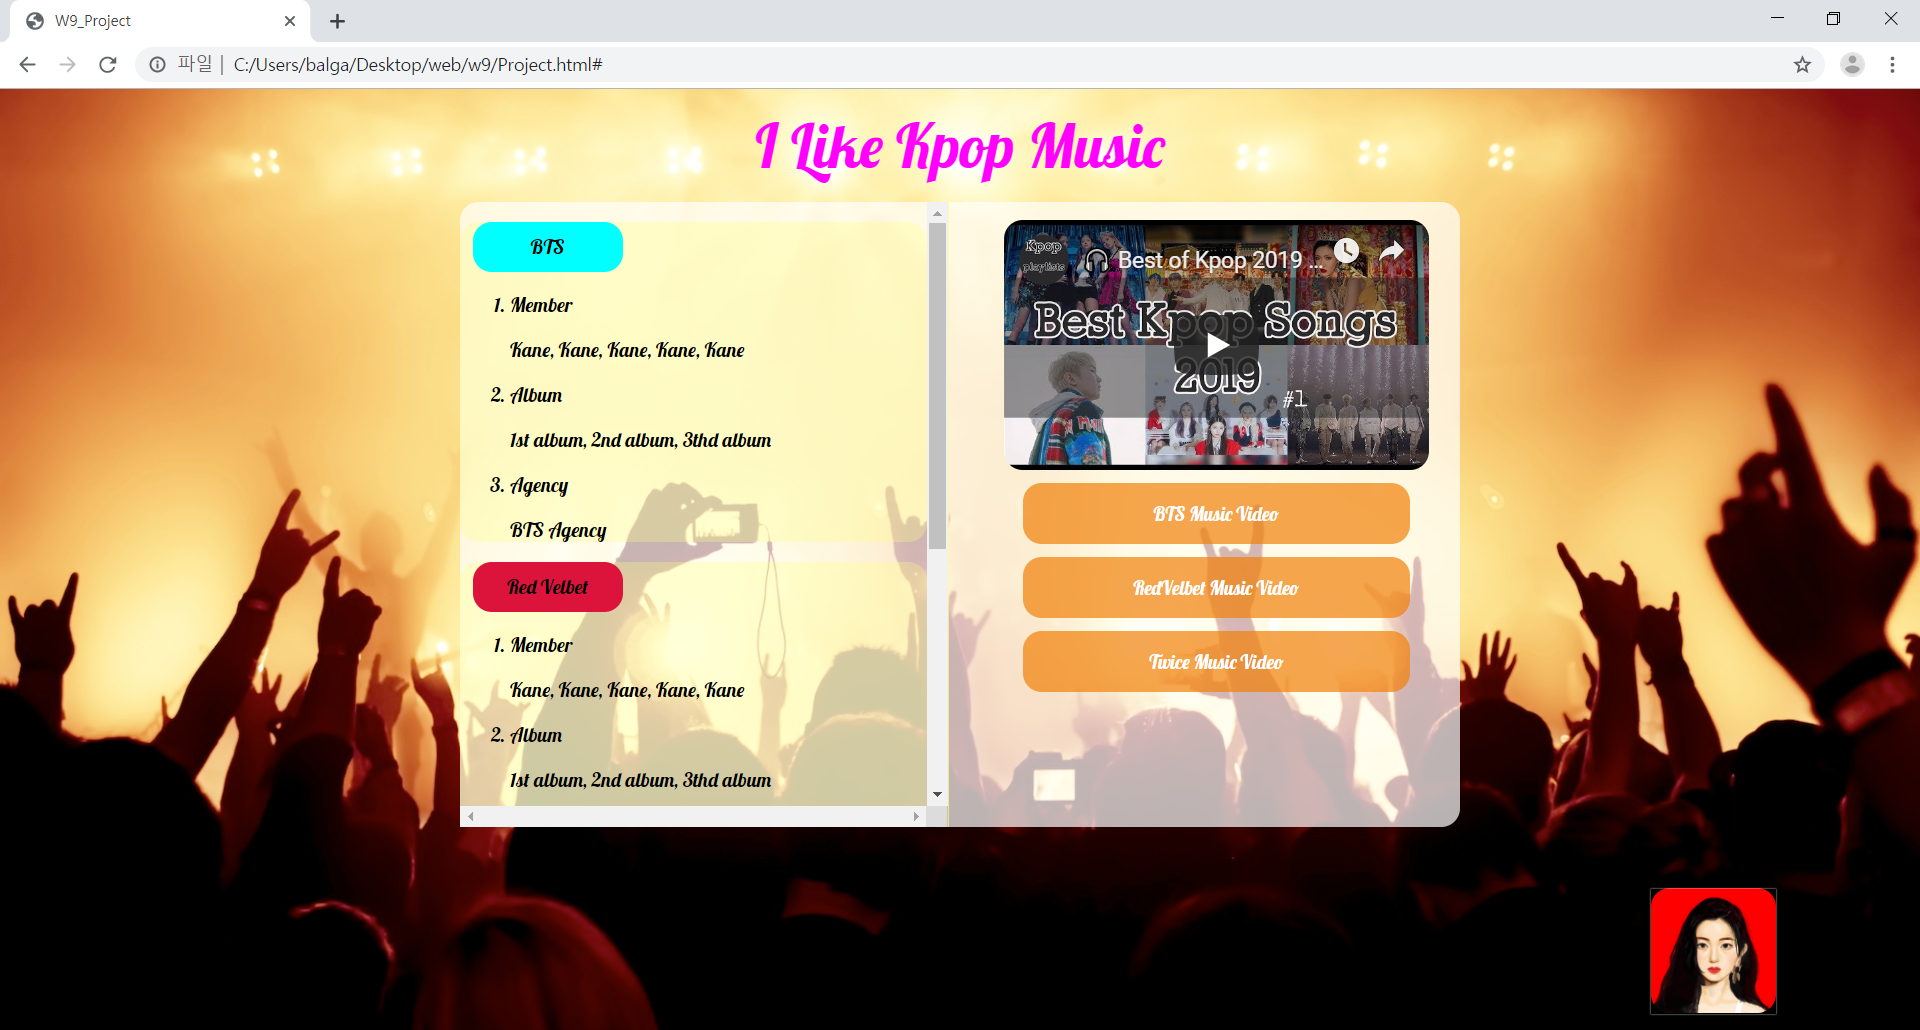 W9_Project
파일 | C:/Users/balga/Desktop/web/w9/Project.html#
I Like Kpop Music
BTS
1. Member
Kane, Kane, Kane, Kane, Kane
2. Album
1st album, 2nd album, 3thd album
3. Agency
BTS Agency
Red Velbet
1. Member
Kane, Kane, Kane, Kane, Kane
2. Album
1st album, 2nd album, 3thd album
Kpop
playlists
Best of Kpop 2019 ...
Best Kpop Songs
2019
#1
BTS Music Video
RedVelbet Music Video
Twice Music Video